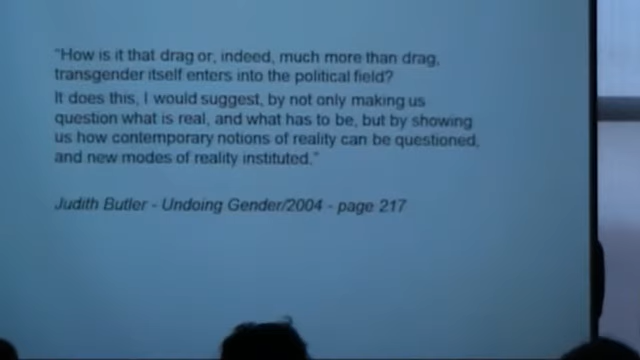 "How is it that drag or, indeed, much more than drag,
transgender itself enters into the political field?
It does this, I would suggest, by not only making us
question what is real, and what has to be, but by showing
us how contemporary notions of reality can be questioned,
and new modes of reality instituted."
Judith Butler - Undoing Gender/2004 - page 217